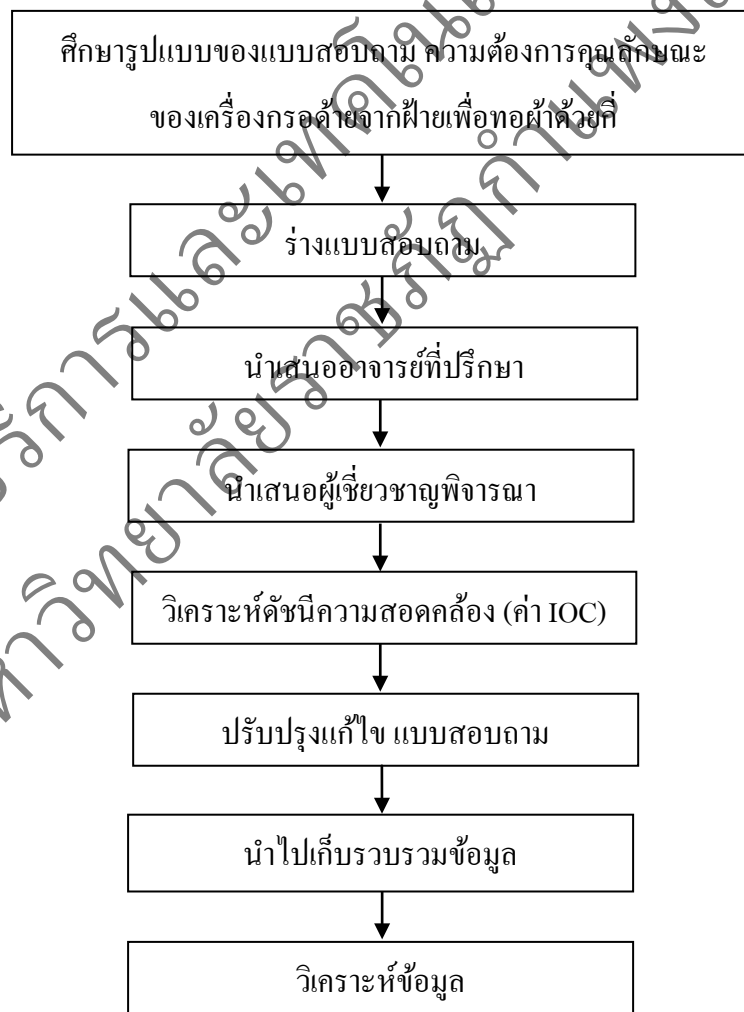 ศึกษารูปแบบของแบบสอบถาม ความต้องการคุณลักษณะ
ของเครื่องกรอด้ายจากฝ้ายเพื่อทอผ้าด้วยกี่
ร่างแบบสอบถาม
นำเสนออาจารย์ที่ปรึกษา
นำเสนอผู้เชี่ยวชาญพิจารณา
วิเคราะห์ดัชนีความสอดคล้อง (ค่า IOC)
ปรับปรุงแก้ไข แบบสอบถาม
นำไปเก็บรวบรวมข้อมูล
วิเคราะห์ข้อมูล